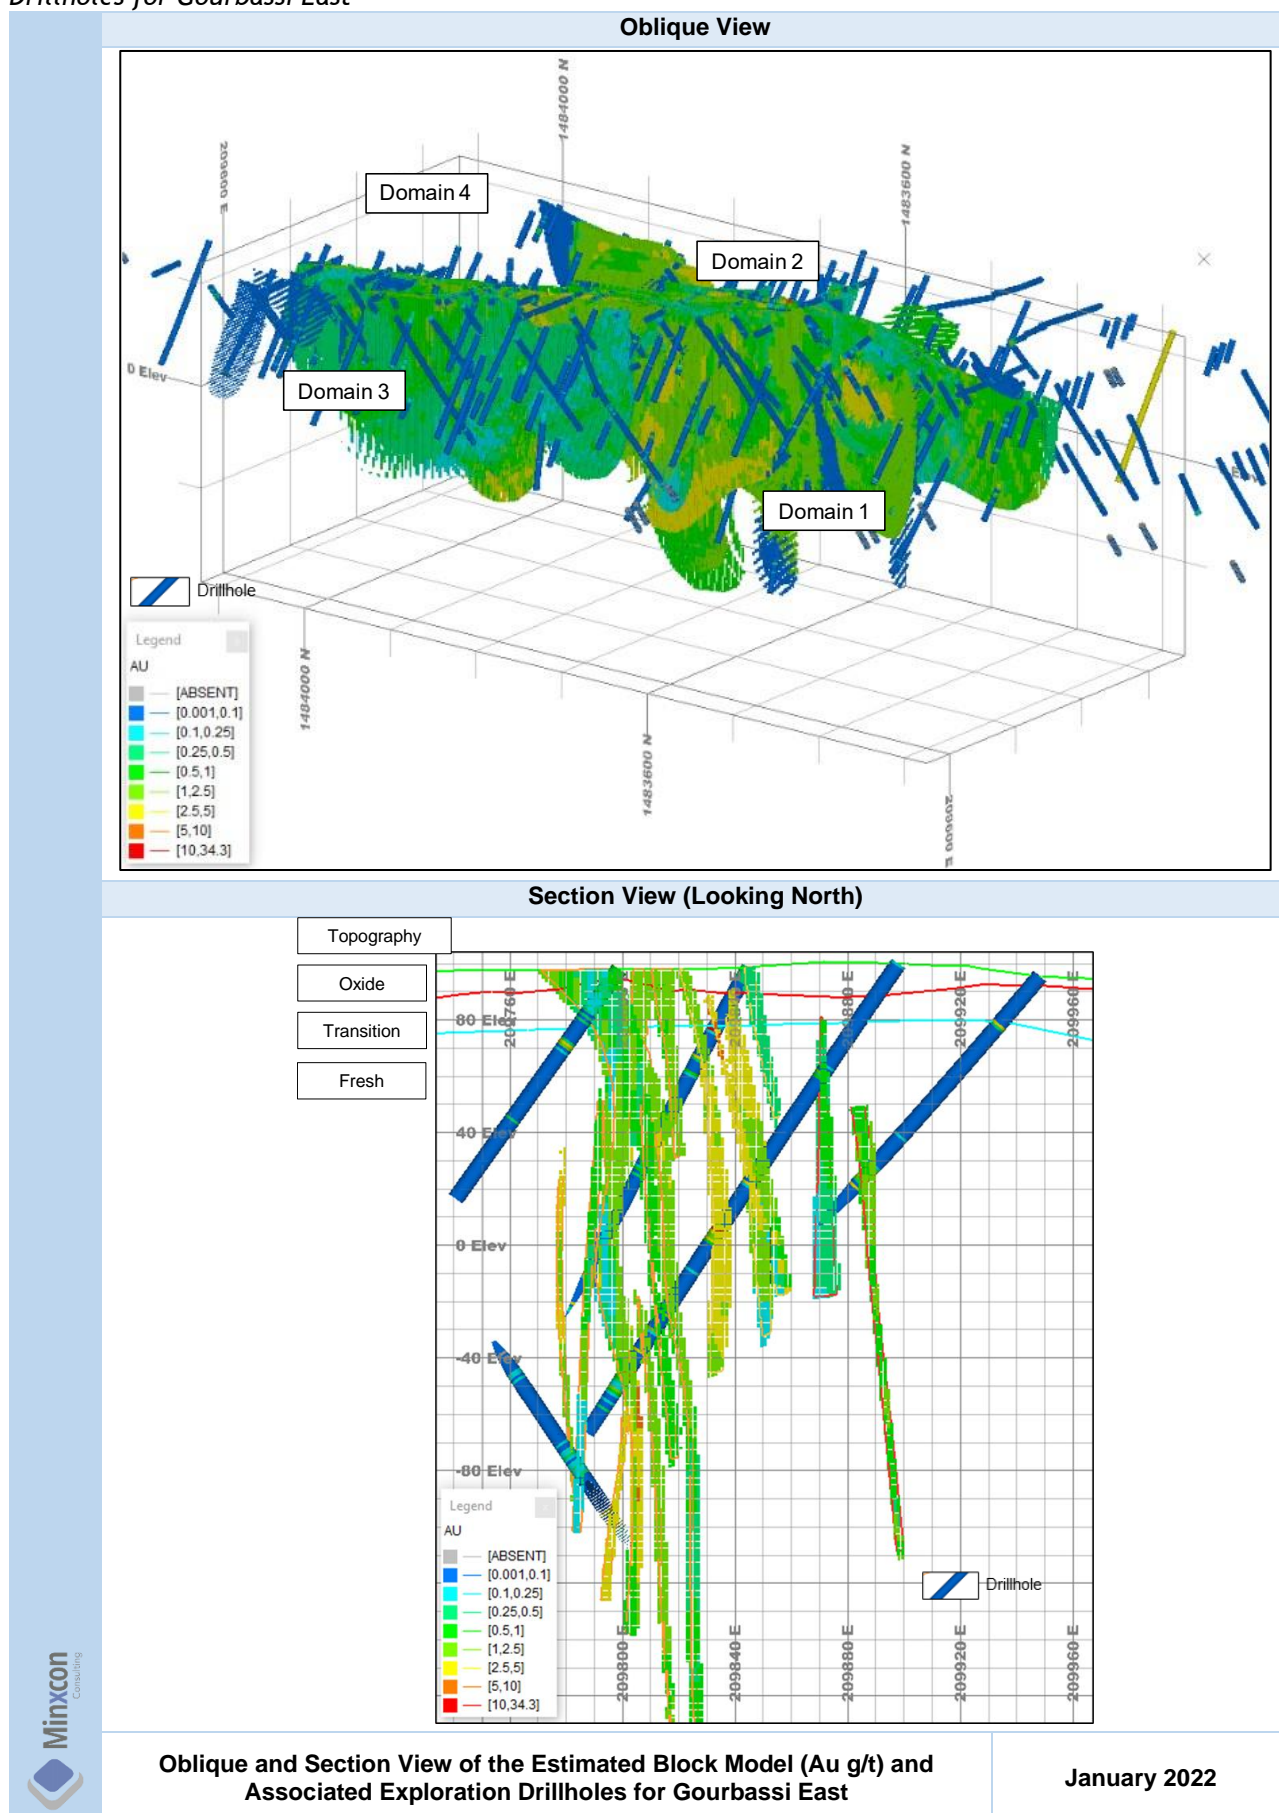 Drillholes for Gourbassi East
Oblique View
1484000 N
209600 E
1483600 N
Domain 4
Domain 2
0 Elev
Domain 3
Domain 1
Drillhole
Legend
AU
[ABSENT]
[0.001,0.1]
[0.1,0.25]
[0.25,0.5]
[0.5,1]
[1,2.5]
[2.5,5]
[5,10]
[10,34.3]
1484000 N
1483600 N
Section View (Looking North)
Topography
Oxide
Transition
Fresh
209760 E
209880 E
209920 E
209960 E
80 Elev
40 Elev
0 Elev
-40 Elev
-80 Elev
Legend
AU
[ABSENT]
[0.001,0.1]
[0.1,0.25]
[0.25,0.5]
[0.5,1]
[1,2.5]
[2.5,5]
[5,10]
[10,34.3]
Drillhole
209800 E
209840 E
209880 E
209920 E
209960 E
Minxcon
Consulting
Oblique and Section View of the Estimated Block Model (Au g/t) and
Associated Exploration Drillholes for Gourbassi East
January 2022